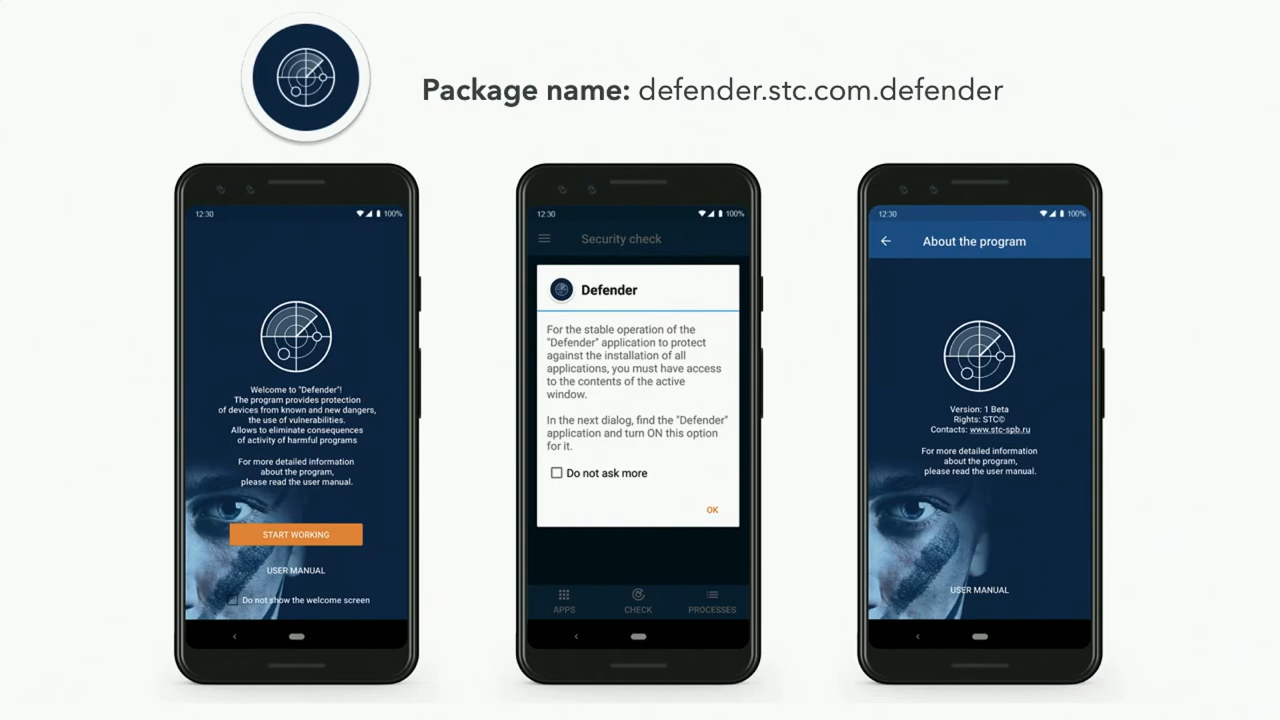 Package name: defender.stc.com.defender
12:30
100%
Welcome to "Defender"!
The program provides protection
of devices from known and new dangers,
the use of vulnerabilities.
Allows to eliminate consequences
of activity of harmful programs
For more detailed information
about the program,
please read the user manual.
START WORKING
USER MANUAL
Do not show the welcome screen
12:30
100%
Security check
Defender
For the stable operation of the
"Defender" application to protect
against the installation of all
applications, you must have access
to the contents of the active
window.
In the next dialog, find the "Defender"
application and turn ON this option
for it.
Do not ask more
OK
APPS
CHECK
PROCESSES
12:30
100%
About the program
Version: 1 Beta
Rights: STC©
Contacts: www.stc-spb.ru
For more detailed information
about the program,
please read the user manual.
USER MANUAL